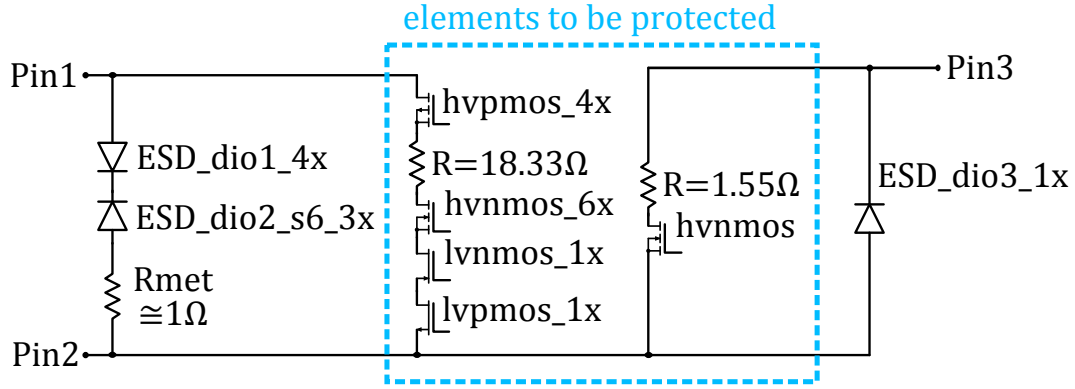 elements to be protected
Pin1
Pin3
hvpmos_4x
ESD_dio1_4x
R=18.33Ω
R=1.55Ω
ESD_dio3_1x
ESD_dio2_s6_3x
hvnmos_6x
hvnmos
lvnmos_1x
Rmet
≅1Ω
lvpmos_1x
Pin2